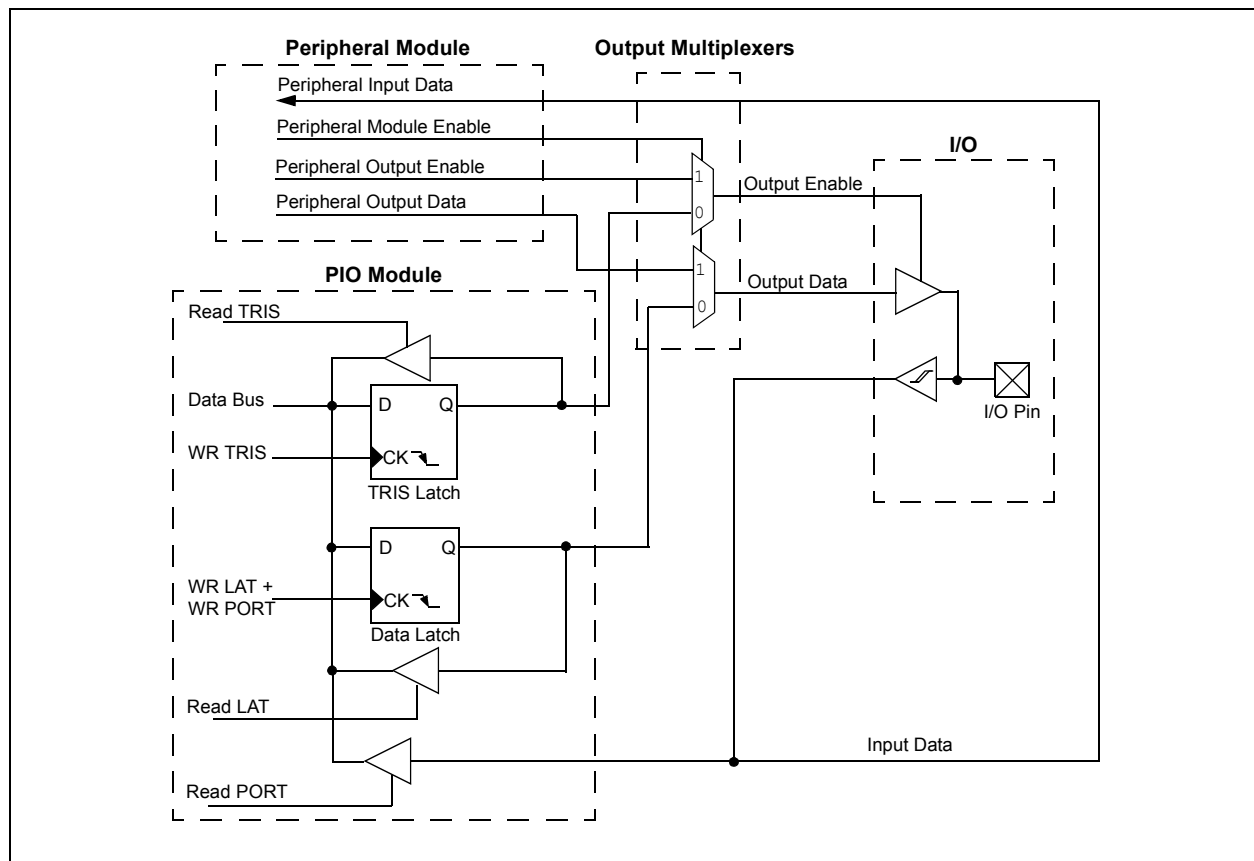 Peripheral Module
Output Multiplexers
Peripheral Input Data
Peripheral Module Enable
I/O
Peripheral Output Enable
1
Output Enable
Peripheral Output Data
0
PIO Module
1
Output Data
Read TRIS
0
Data Bus
D
Q
I/O Pin
WR TRIS
CK
TRIS Latch
D
Q
WR LAT +
WR PORT
CK
Data Latch
Read LAT
Input Data
Read PORT